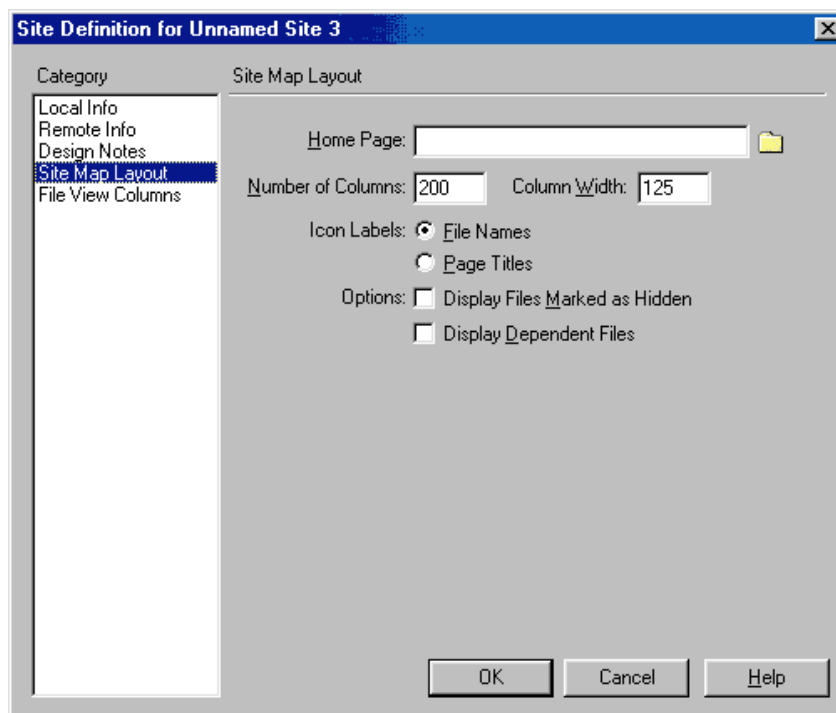 Site Definition for Unnamed Site 3
Category
Local Info
Remote Info
Design Notes
Site Map Layout
File View Columns
Site Map Layout
Home Page:
Number of Columns: 200 Column Width: 125
Icon Labels: File Names
Page Titles
Options: Display Files Marked as Hidden
Display Dependent Files
OK Cancel Help